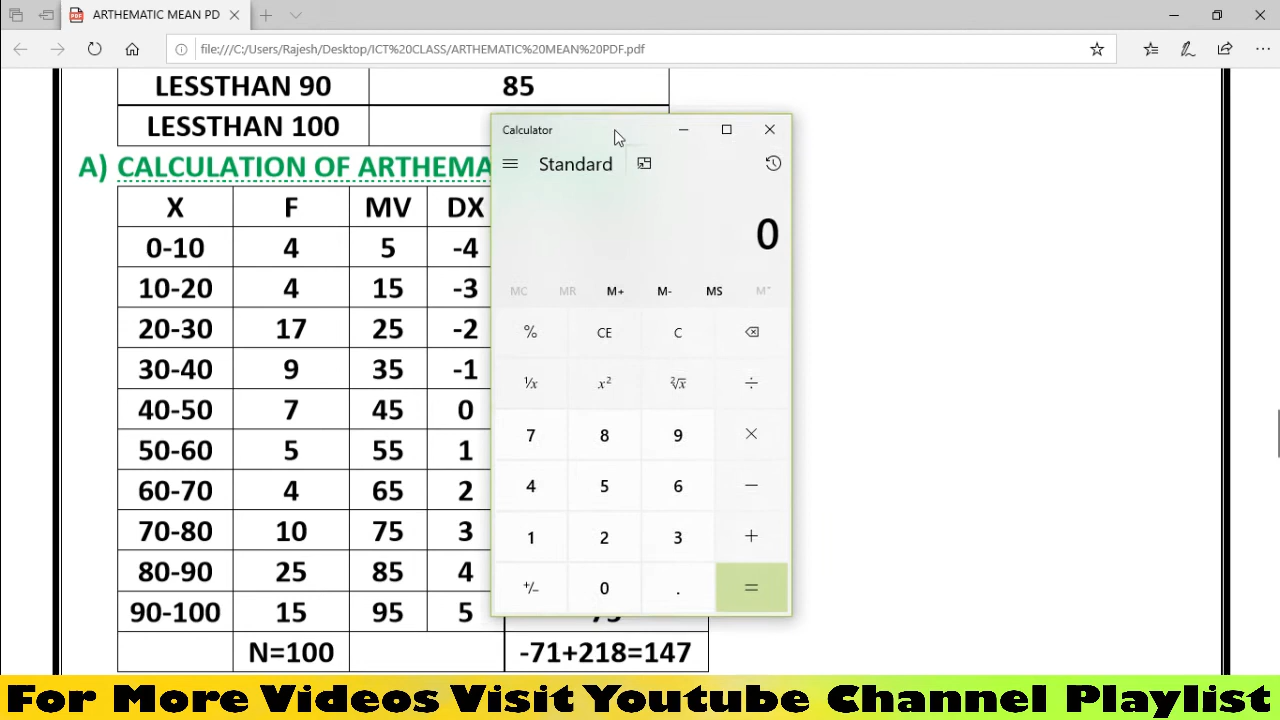 ARTHEMATIC MEAN PD
file:///C:/Users/Rajesh/Desktop/ICT%20CLASS/ARTHEMATIC%20MEAN%20PDF.pdf
LESSTHAN 90 85
LESSTHAN 100
A) CALCULATION OF ARTHEMA
X F MV DX
0-10 4 5 -4
10-20 4 15 -3
20-30 17 25 -2
30-40 9 35 -1
40-50 7 45 0
50-60 5 55 1
60-70 4 65 2
70-80 10 75 3
80-90 25 85 4
90-100 15 95 5
N=100 -71+218=147
Calculator
Standard
0
MC MR M+ M- MS M˅
% CE C
¹/x x² ²√x ÷
7 8 9 ×
4 5 6 −
1 2 3 +
+/− 0 . =
For More Videos Visit Youtube Channel Playlist